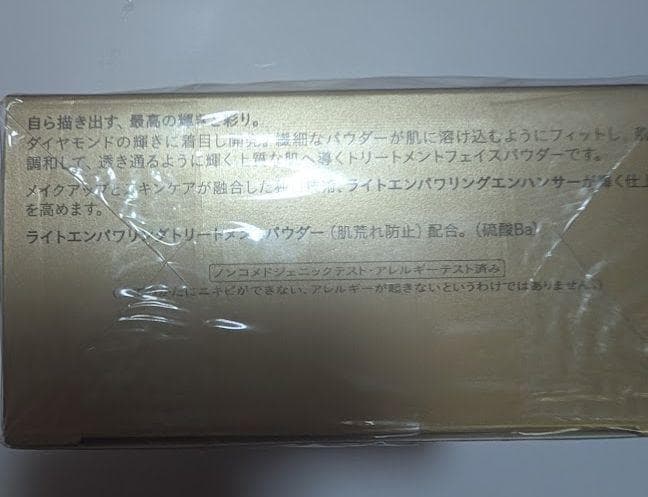 自ら描き出す、最高の輝きと彩り。
ダイヤモンドの輝きに着目し開発。繊細なパウダーが肌に溶け込むようにフィットし、
調和して、透き通るように輝く上質な肌へ導くトリートメントフェイスパウダーです。
メイクアップとスキンケアが融合した、ライトエンパワリングエンハンサーが輝く仕上
を高めます。
ライトエンパワリングトリートメントパウダー（肌荒れ防止）配合。（硫酸Ba）
ノンコメドジェニックテスト・アレルギーテスト済み
にニキビができない、アレルギーが起きないというわけではありません。）